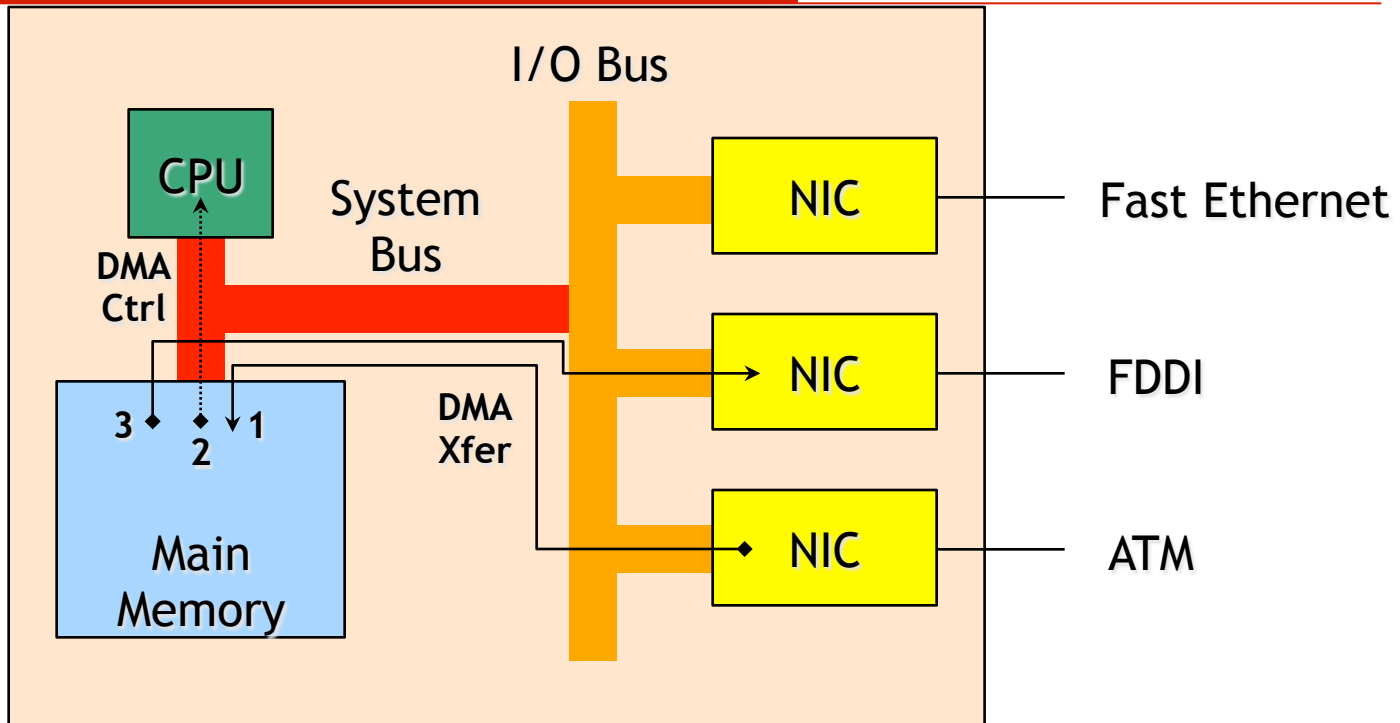 I/O Bus
CPU
System
Bus
NIC
Fast Ethernet
DMA
Ctrl
NIC
FDDI
DMA
Xfer
3
2
1
Main
Memory
NIC
ATM